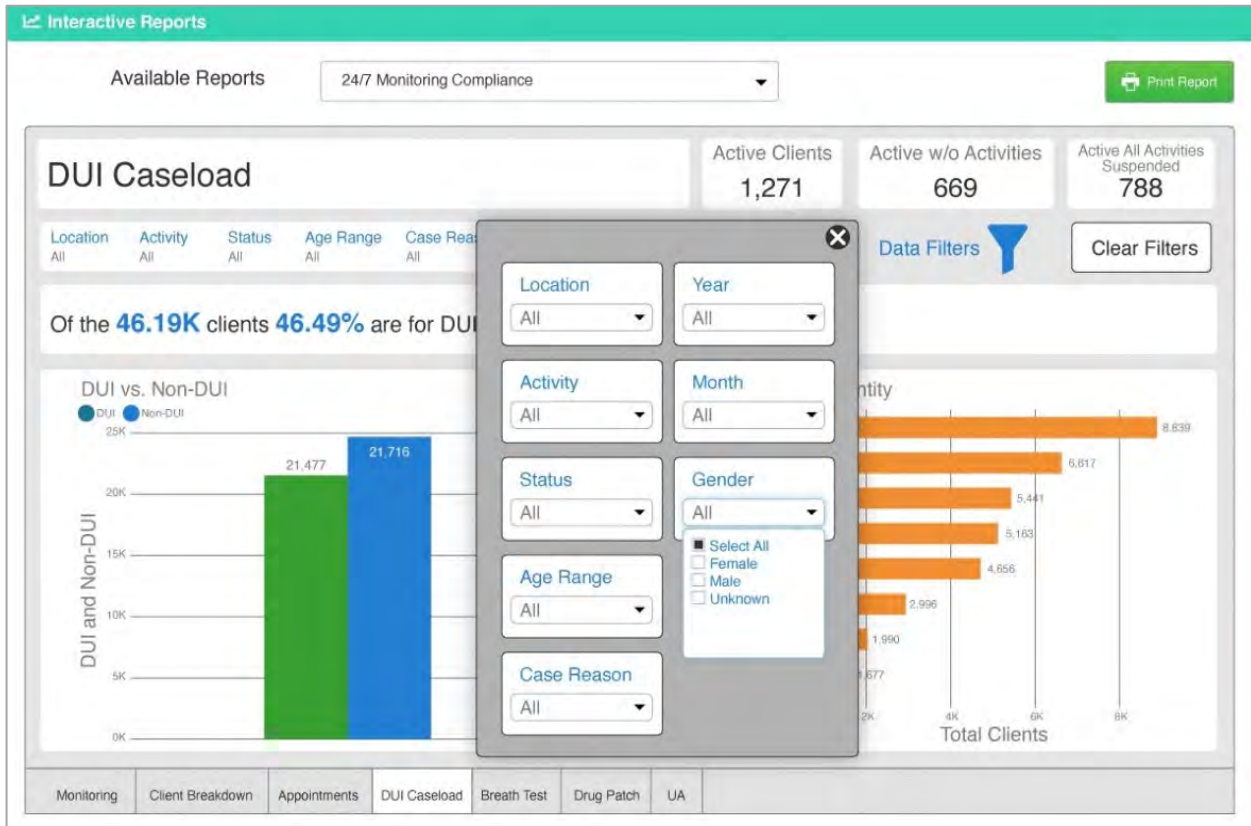 Interactive Reports
Available Reports
24/7 Monitoring Compliance
Print Report
DUI Caseload
Active Clients
1,271
Active w/o Activities
669
Active All Activities
Suspended
788
Location Activity Status Age Range Case Rea
All All All All All
Data Filters
Clear Filters
Of the 46.19K clients 46.49% are for DUI
Location
All
Year
All
Activity
All
Month
All
Status
All
Gender
All
Select All
Female
Male
Unknown
Age Range
All
Case Reason
All
DUI vs. Non-DUI
DUI Non-DUI
DUI and Non-DUI
25K
20K
15K
10K
5K
0K
21,477
21,716
ntity
8,839
6,817
5,441
5,163
4,656
2,996
1,990
,677
2K 4K 6K 8K
Total Clients
Monitoring Client Breakdown Appointments DUI Caseload Breath Test Drug Patch UA